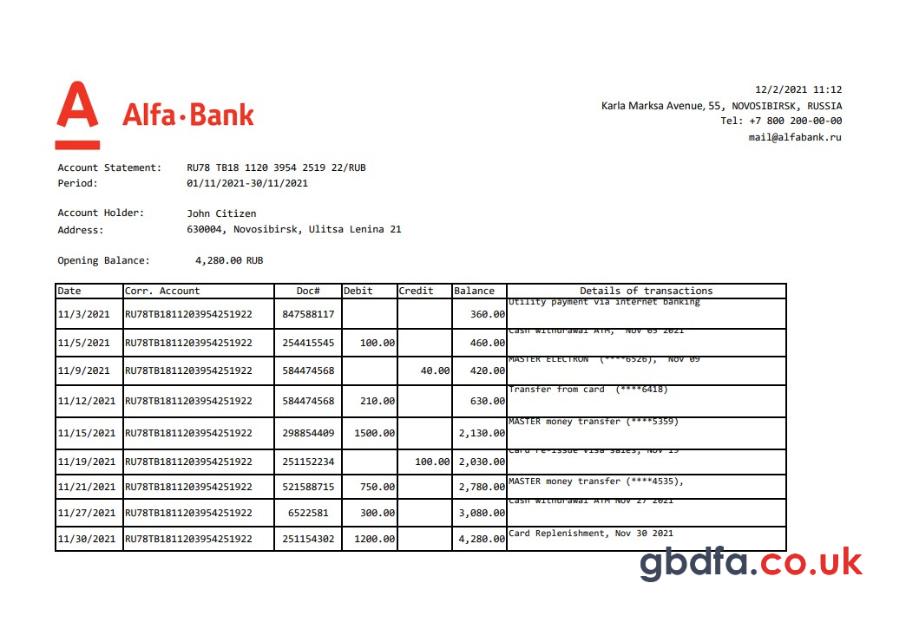 12/2/2021 11:12
A Alfa·Bank
Karla Marksa Avenue, 55, NOVOSIBIRSK, RUSSIA
Tel: +7 800 200-00-00
mail@alfabank.ru
Account Statement: RU78 TB18 1120 3954 2519 22/RUB
Period: 01/11/2021-30/11/2021
Account Holder: John Citizen
Address: 630004, Novosibirsk, Ulitsa Lenina 21
Opening Balance: 4,280.00 RUB
Date Corr. Account Doc# Debit Credit Balance Details of transactions
11/3/2021 RU78TB1811203954251922 847588117 360.00 Utility payment via internet banking
11/5/2021 RU78TB1811203954251922 254415545 100.00 460.00 Cash withdrawal ATM, Nov 05 2021
11/9/2021 RU78TB1811203954251922 584474568 40.00 420.00 MASTER ELECTRON (****6526), Nov 09
11/12/2021 RU78TB1811203954251922 584474568 210.00 630.00 Transfer from card (****6418)
11/15/2021 RU78TB1811203954251922 298854409 1500.00 2,130.00 MASTER money transfer (****5359)
11/19/2021 RU78TB1811203954251922 251152234 100.00 2,030.00 Card re-issue Visa sales, Nov 19
11/21/2021 RU78TB1811203954251922 521588715 750.00 2,780.00 MASTER money transfer (****4535),
11/27/2021 RU78TB1811203954251922 6522581 300.00 3,080.00 Cash withdrawal ATM Nov 27 2021
11/30/2021 RU78TB1811203954251922 251154302 1200.00 4,280.00 Card Replenishment, Nov 30 2021
gbdfa.co.uk